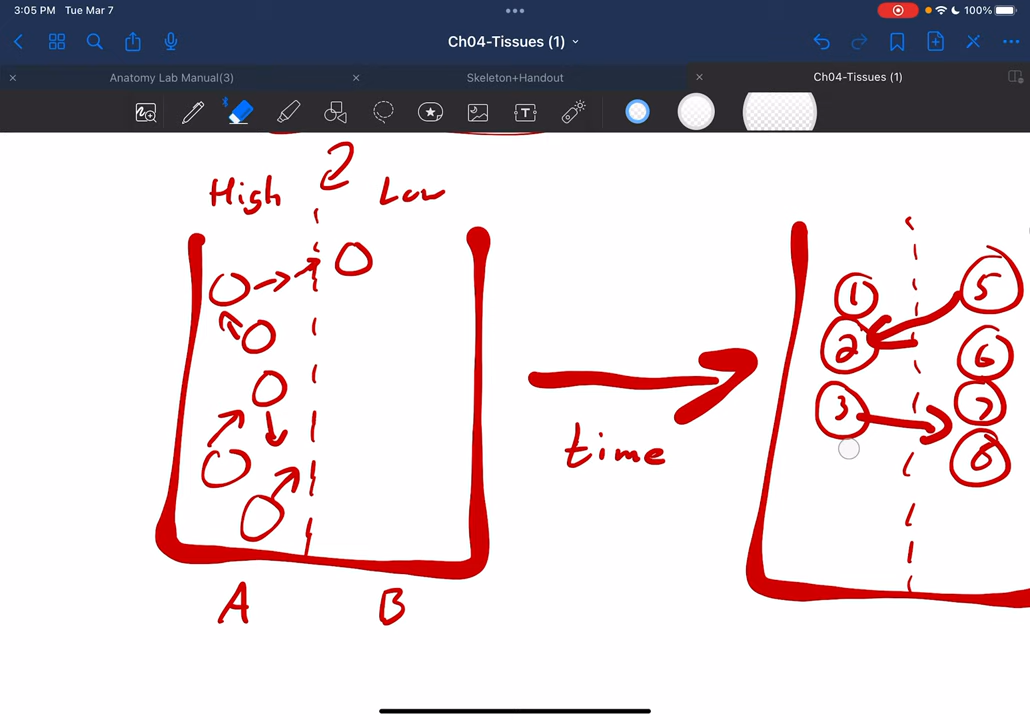 3:05 PM Tue Mar 7
100%
Ch04-Tissues (1)
Anatomy Lab Manual(3)
Skeleton+Handout
Ch04-Tissues (1)
High Low
1
2
3
5
6
7
8
time
A B